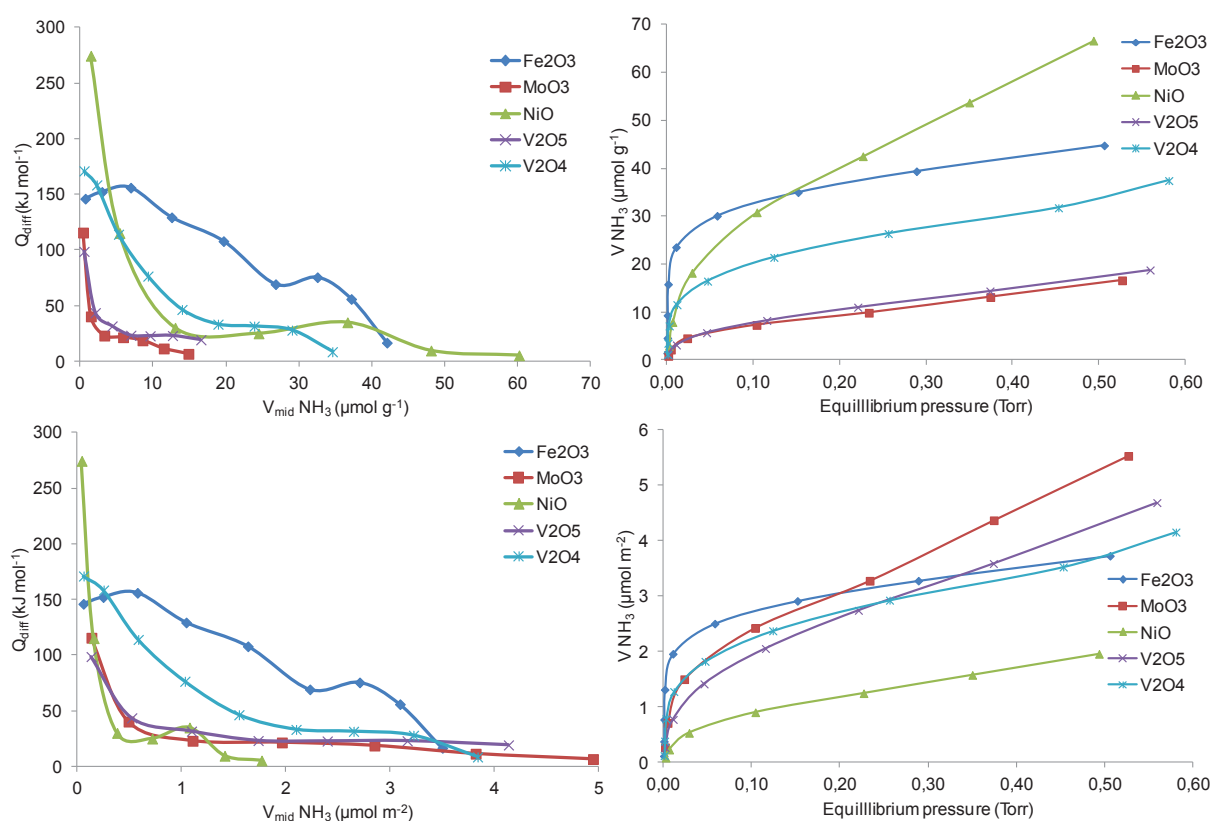 300
250
200
150
100
50
0
Qdiff (kJ mol-1)
0 10 20 30 40 50 60 70
Vmid NH3 (µmol g-1)
Fe2O3
MoO3
NiO
V2O5
V2O4
70
60
50
40
30
20
10
0
V NH3 (µmol g-1)
0,00 0,10 0,20 0,30 0,40 0,50 0,60
Equilllibrium pressure (Torr)
Fe2O3
MoO3
NiO
V2O5
V2O4
300
250
200
150
100
50
0
Qdiff (kJ mol-1)
0 1 2 3 4 5
Vmid NH3 (µmol m-2)
Fe2O3
MoO3
NiO
V2O5
V2O4
6
5
4
3
2
1
0
V NH3 (µmol m-2)
0,00 0,10 0,20 0,30 0,40 0,50 0,60
Equilllibrium pressure (Torr)
Fe2O3
MoO3
NiO
V2O5
V2O4